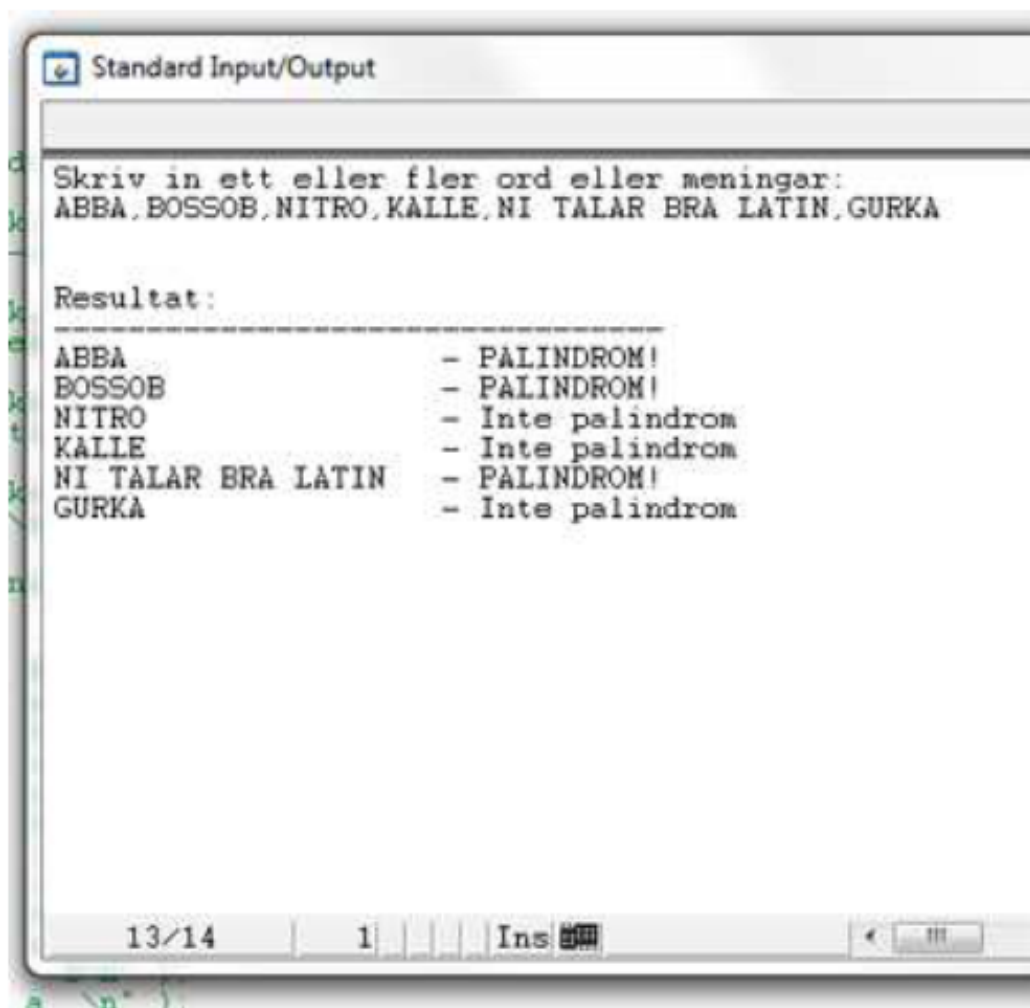 Standard Input/Output
Skriv in ett eller fler ord eller meningar:
ABBA,BOSSOB,NITRO,KALLE,NI TALAR BRA LATIN,GURKA
Resultat:
---------------------------------
ABBA - PALINDROM!
BOSSOB - PALINDROM!
NITRO - Inte palindrom
KALLE - Inte palindrom
NI TALAR BRA LATIN - PALINDROM!
GURKA - Inte palindrom
13/14 1 Ins